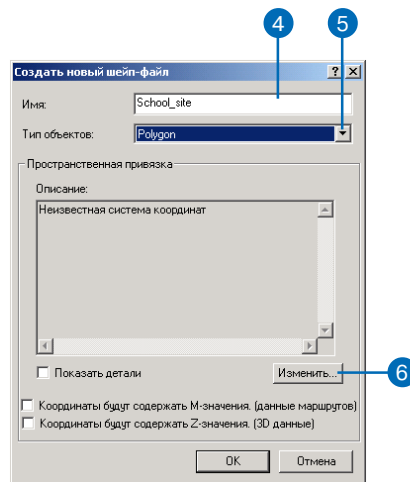 4 5
Создать новый шейп-файл
Имя: School_site
Тип объектов: Polygon
Пространственная привязка
Описание:
Неизвестная система координат
Показать детали Изменить... 6
Координаты будут содержать M-значения. (данные маршрутов)
Координаты будут содержать Z-значения. (3D данные)
OK Отмена